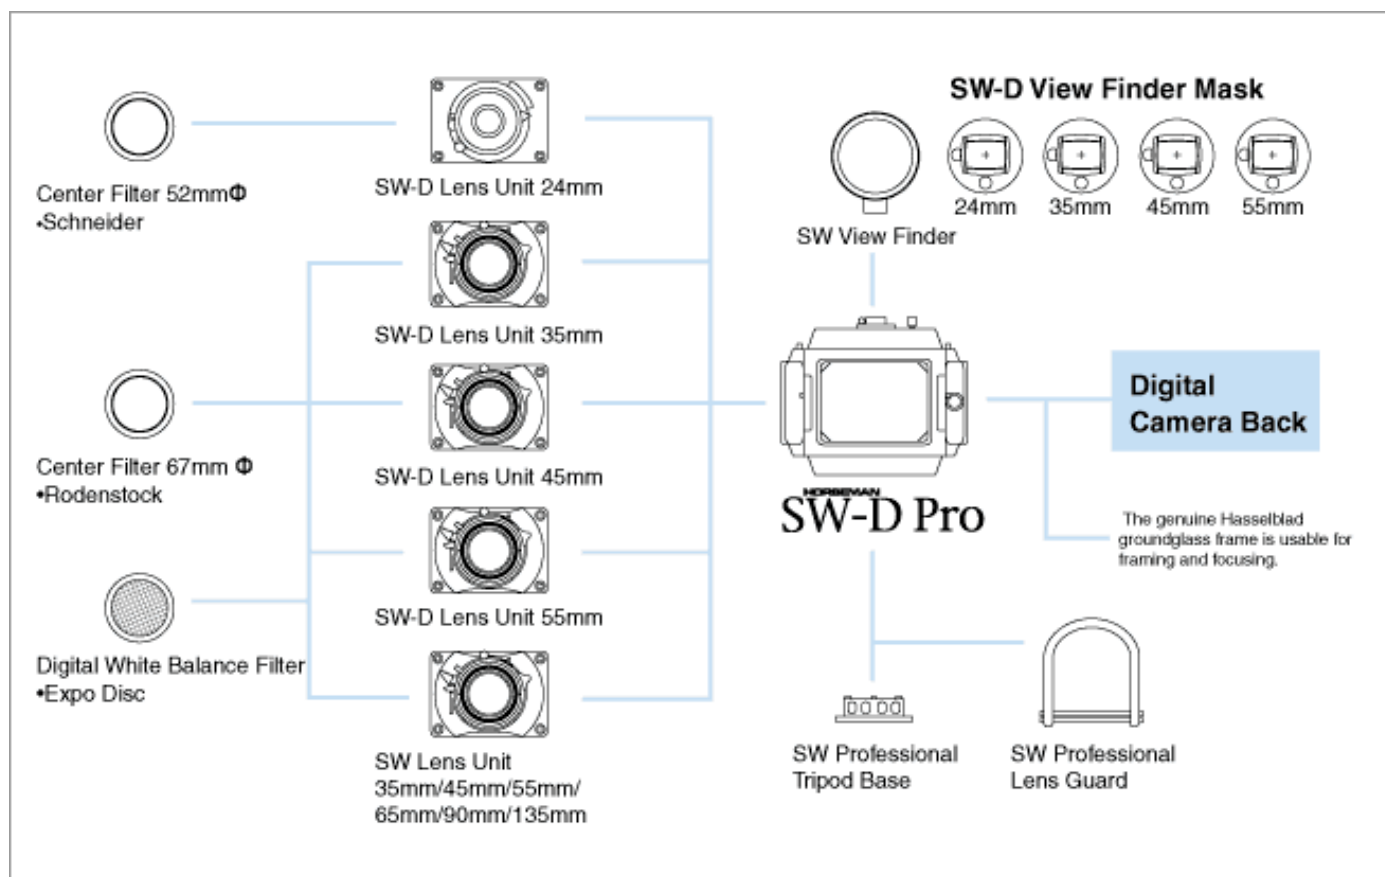 SW-D View Finder Mask
24mm
35mm
45mm
55mm
SW View Finder
Center Filter 52mmΦ
•Schneider
SW-D Lens Unit 24mm
SW-D Lens Unit 35mm
Center Filter 67mm Φ
•Rodenstock
SW-D Lens Unit 45mm
SW-D Lens Unit 55mm
Digital White Balance Filter
•Expo Disc
SW Lens Unit
35mm/45mm/55mm/
65mm/90mm/135mm
HORSEMAN
SW-D Pro
Digital
Camera Back
The genuine Hasselblad
groundglass frame is usable for
framing and focusing.
SW Professional
Tripod Base
SW Professional
Lens Guard